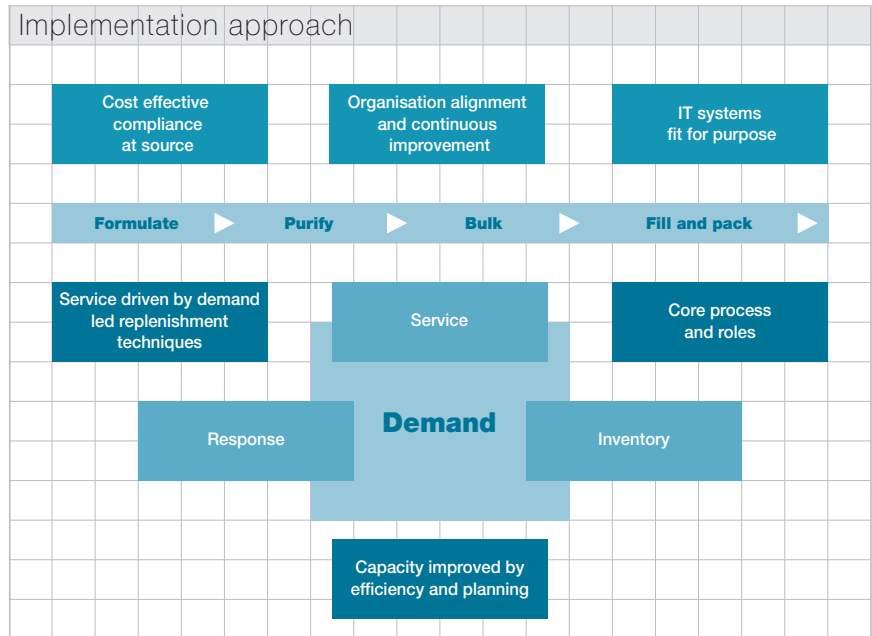 Implementation approach
Cost effective
compliance
at source
Organisation alignment
and continuous
improvement
IT systems
fit for purpose
Formulate
Purify
Bulk
Fill and pack
Service driven by demand
led replenishment
techniques
Service
Core process
and roles
Demand
Response
Inventory
Capacity improved by
efficiency and planning